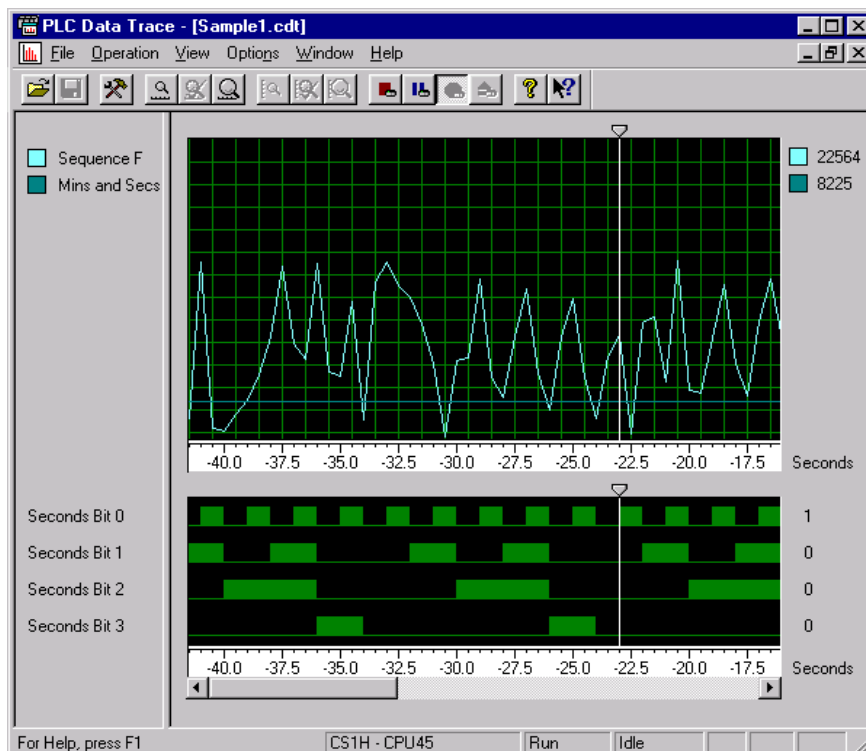 PLC Data Trace - [Sample1.cdt]
File Operation View Options Window Help
Sequence F
Mins and Secs
22564
8225
-40.0 -37.5 -35.0 -32.5 -30.0 -27.5 -25.0 -22.5 -20.0 -17.5 Seconds
Seconds Bit 0 1
Seconds Bit 1 0
Seconds Bit 2 0
Seconds Bit 3 0
-40.0 -37.5 -35.0 -32.5 -30.0 -27.5 -25.0 -22.5 -20.0 -17.5 Seconds
For Help, press F1 CS1H - CPU45 Run Idle